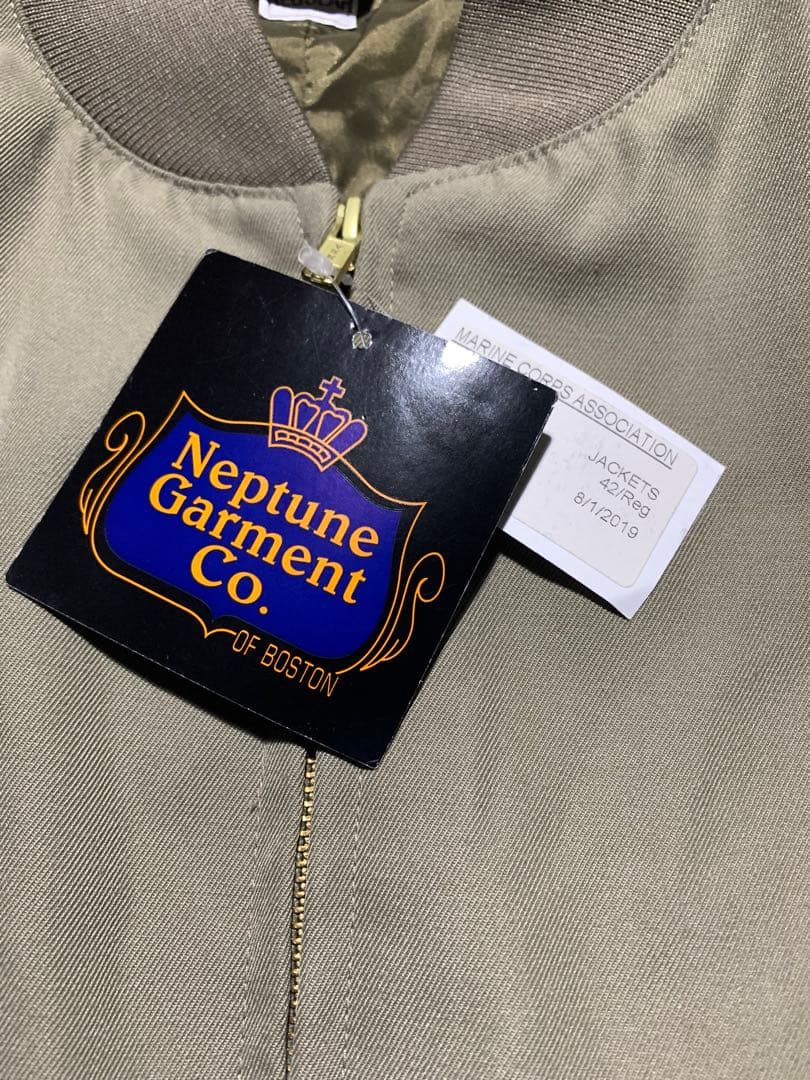 Neptune
Garment
Co.
OF BOSTON
MARINE CORPS ASSOCIATION
JACKETS
42/Reg
8/1/2019